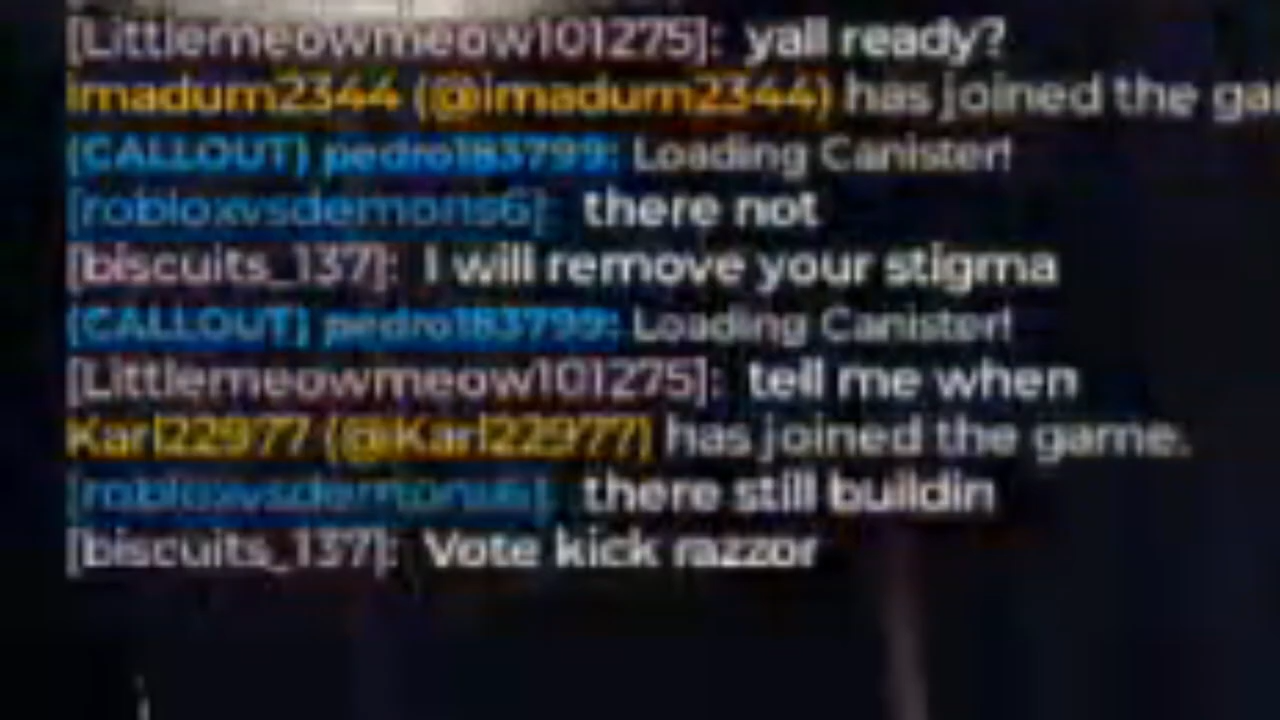 [Littlemeowmeow101275]: yall ready?
imadum2344 (@imadum2344) has joined the
(CALLOUT) pedro183799: Loading Canister!
[robloxvsdemons6]: there not
[biscuits_137]: I will remove your stigma
(CALLOUT) pedro183799: Loading Canister!
[Littlemeowmeow101275]: tell me when
Karl22977 (@Karl22977) has joined the game.
[robloxvsdemons6]: there still buildin
[biscuits_137]: Vote kick razzor